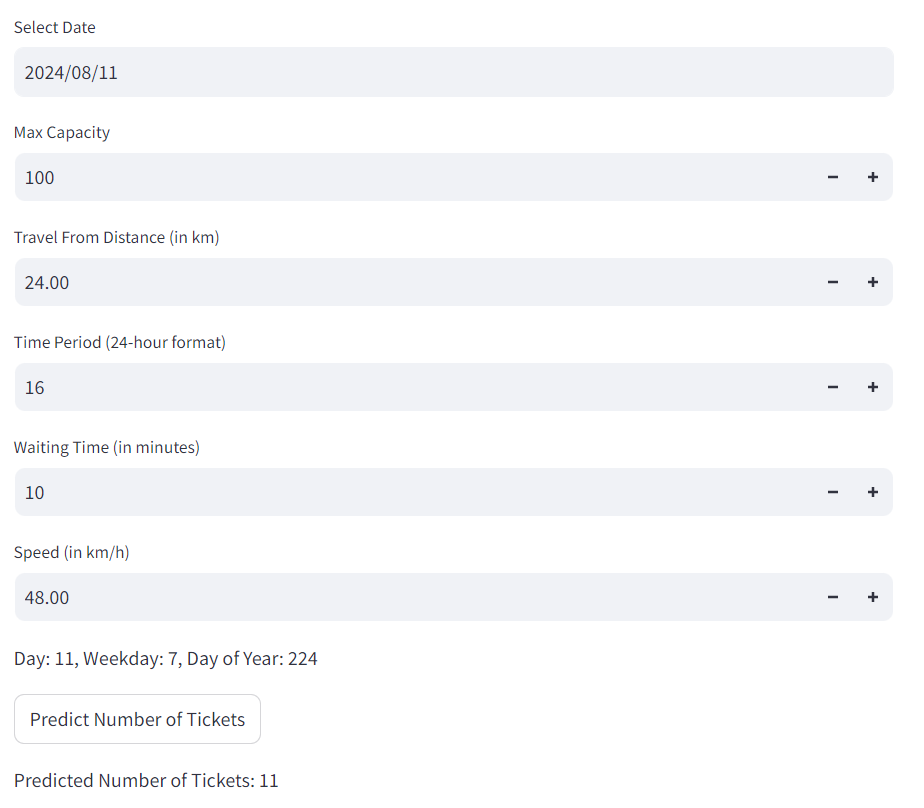 Select Date
2024/08/11
Max Capacity
100
Travel From Distance (in km)
24.00
Time Period (24-hour format)
16
Waiting Time (in minutes)
10
Speed (in km/h)
48.00
Day: 11, Weekday: 7, Day of Year: 224
Predict Number of Tickets
Predicted Number of Tickets: 11